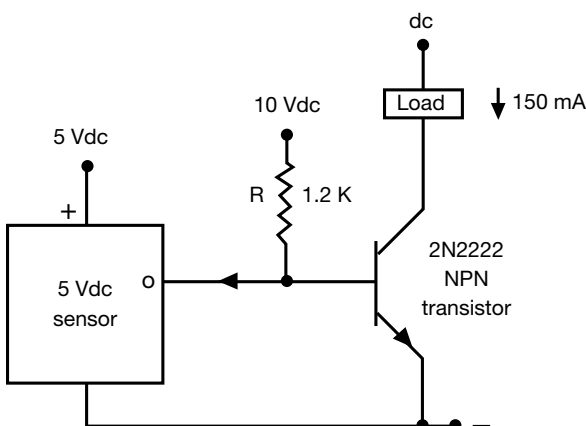 dc
Load
150 mA
10 Vdc
5 Vdc
R
1.2 K
+
5 Vdc
sensor
o
2N2222
NPN
transistor
–